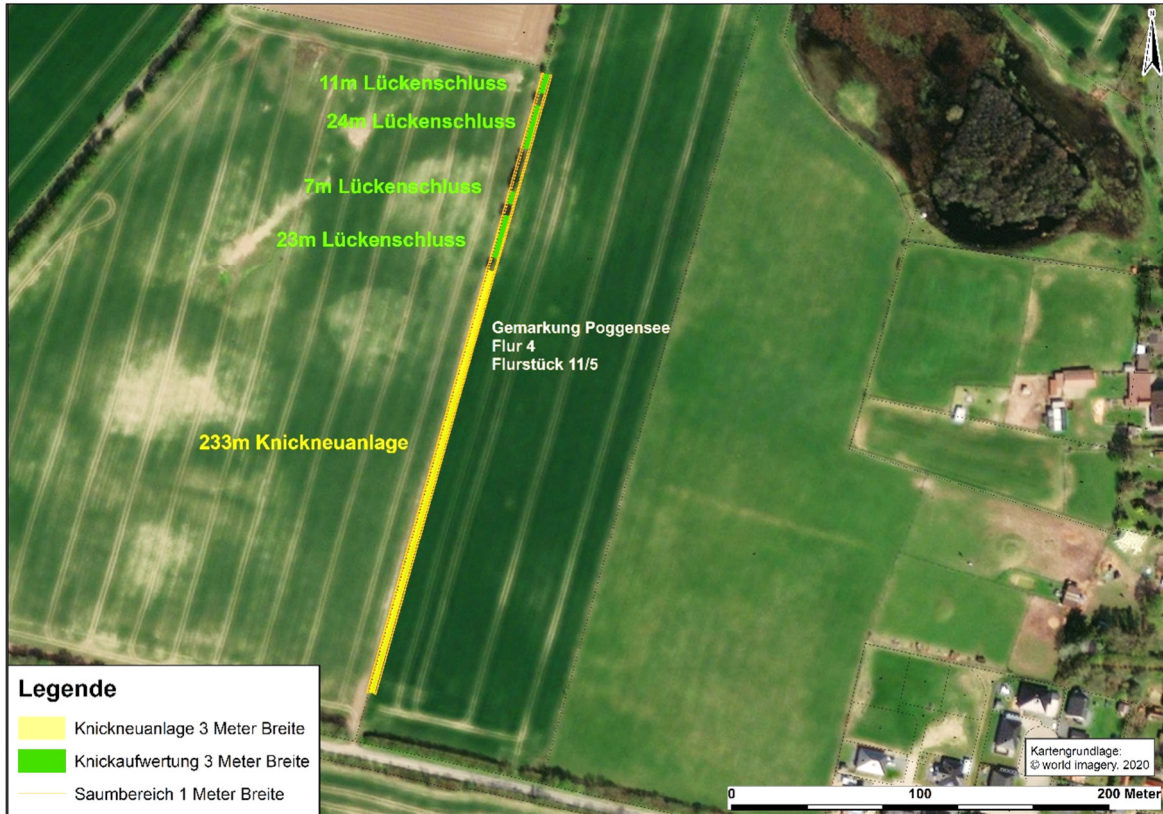 N
11m Lückenschluss
24m Lückenschluss
7m Lückenschluss
23m Lückenschluss
Gemarkung Poggensee
Flur 4
Flurstück 11/5
233m Knickneuanlage
Legende
Knickneuanlage 3 Meter Breite
Knickaufwertung 3 Meter Breite
Saumbereich 1 Meter Breite
Kartengrundlage:
© world imagery, 2020
0 100 200 Meter